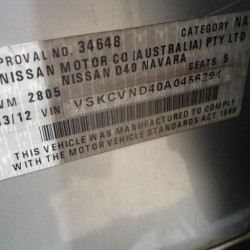 PROVAL NO. 34648 CATEGORY N
NISSAN MOTOR CO (AUSTRALIA) PTY LTD
NISSAN D40 NAVARA SEATS 5
VM 2805
3/12 VIN VSKCVND40A0456294
THIS VEHICLE WAS MANUFACTURED TO COMPLY
WITH THE MOTOR VEHICLE STANDARDS ACT 1989